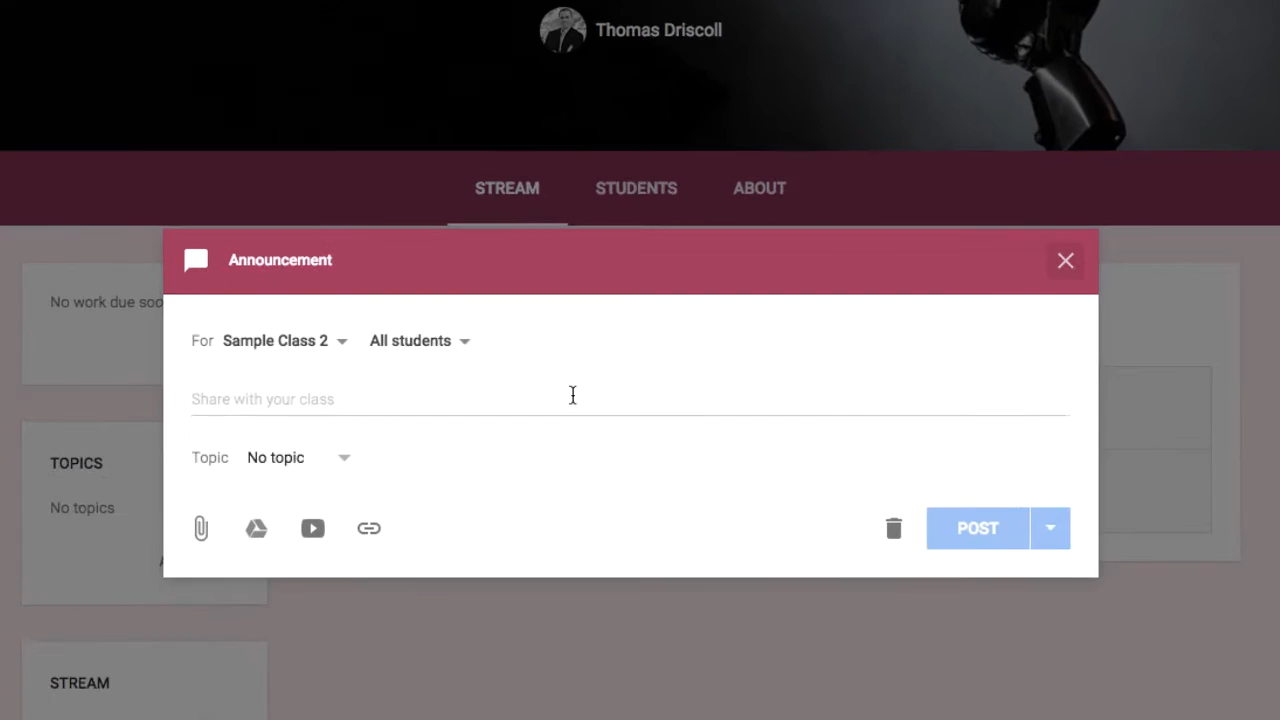 Thomas Driscoll
STREAM STUDENTS ABOUT
Announcement
No work due soo
For Sample Class 2 All students
Share with your class
Topic No topic
TOPICS
No topics
POST
STREAM